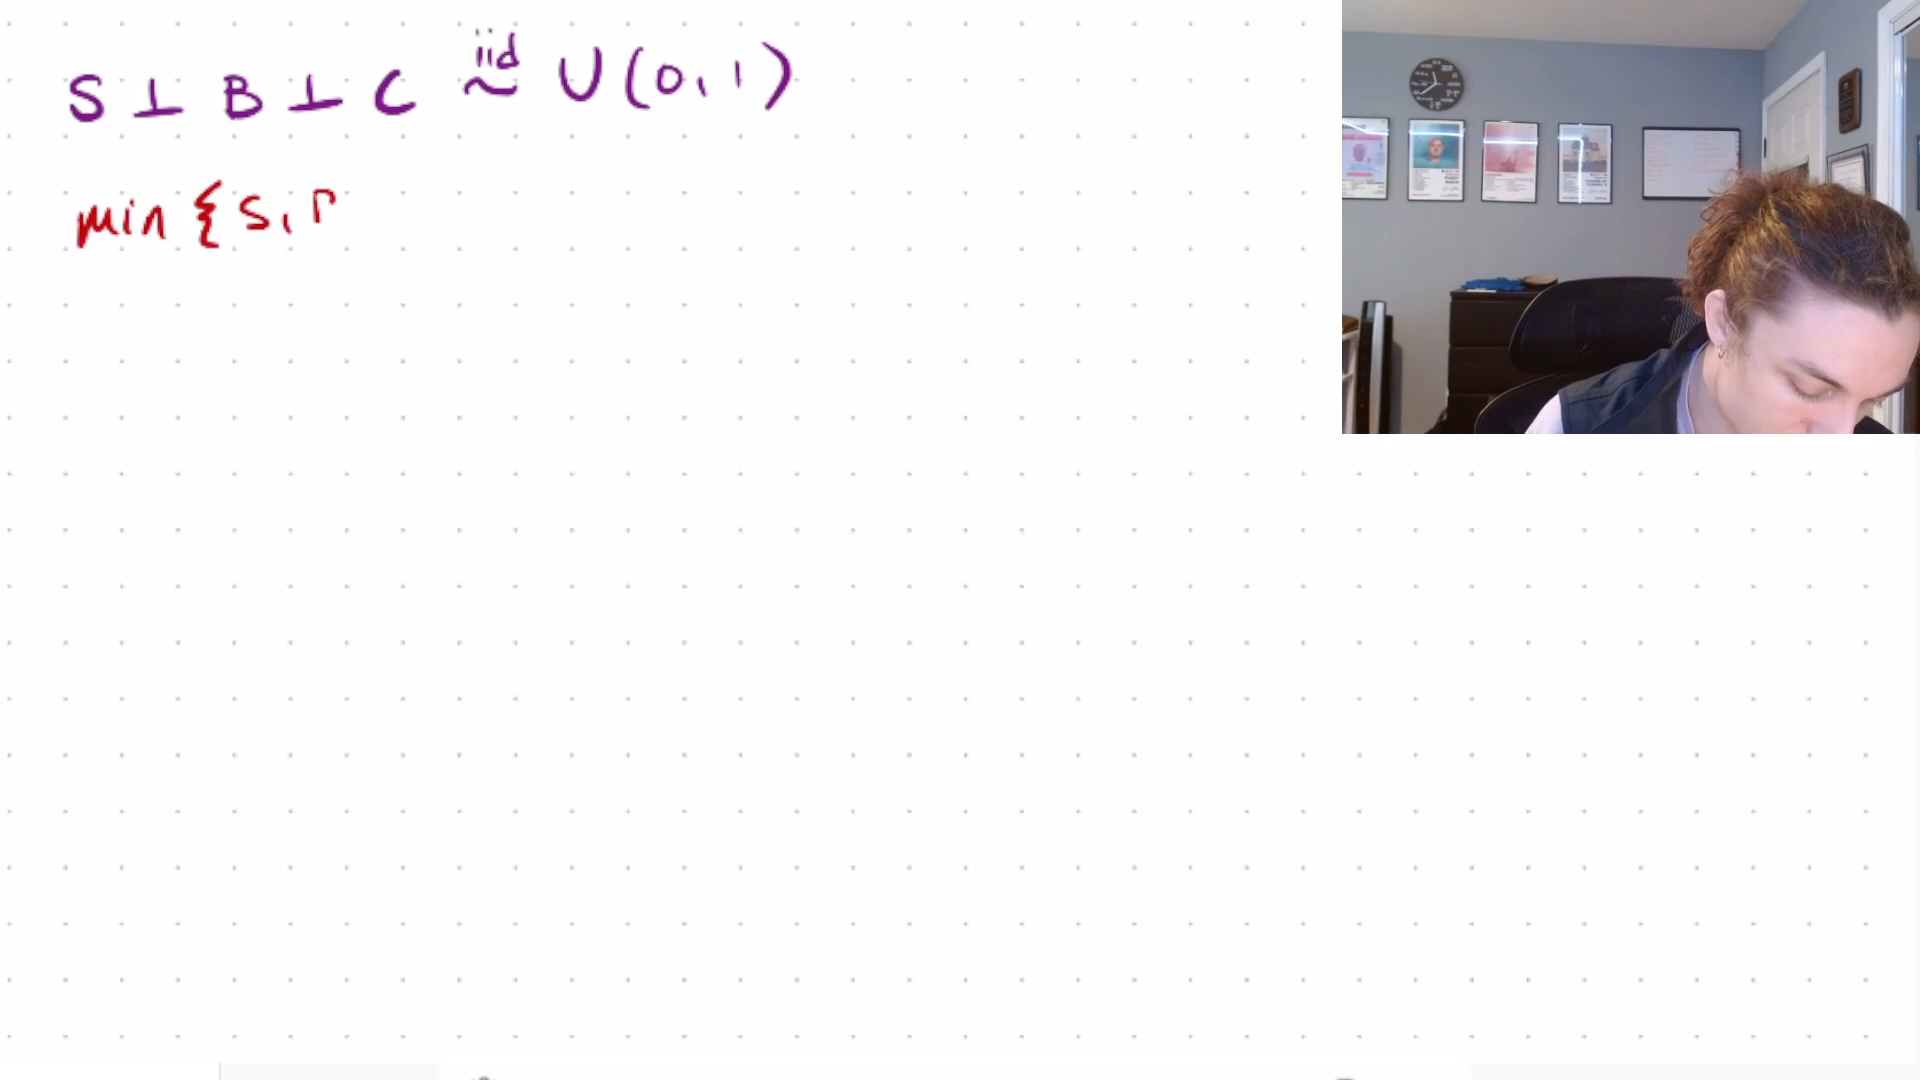 S ⊥ B ⊥ C iid ~ U(0,1)
min { S,